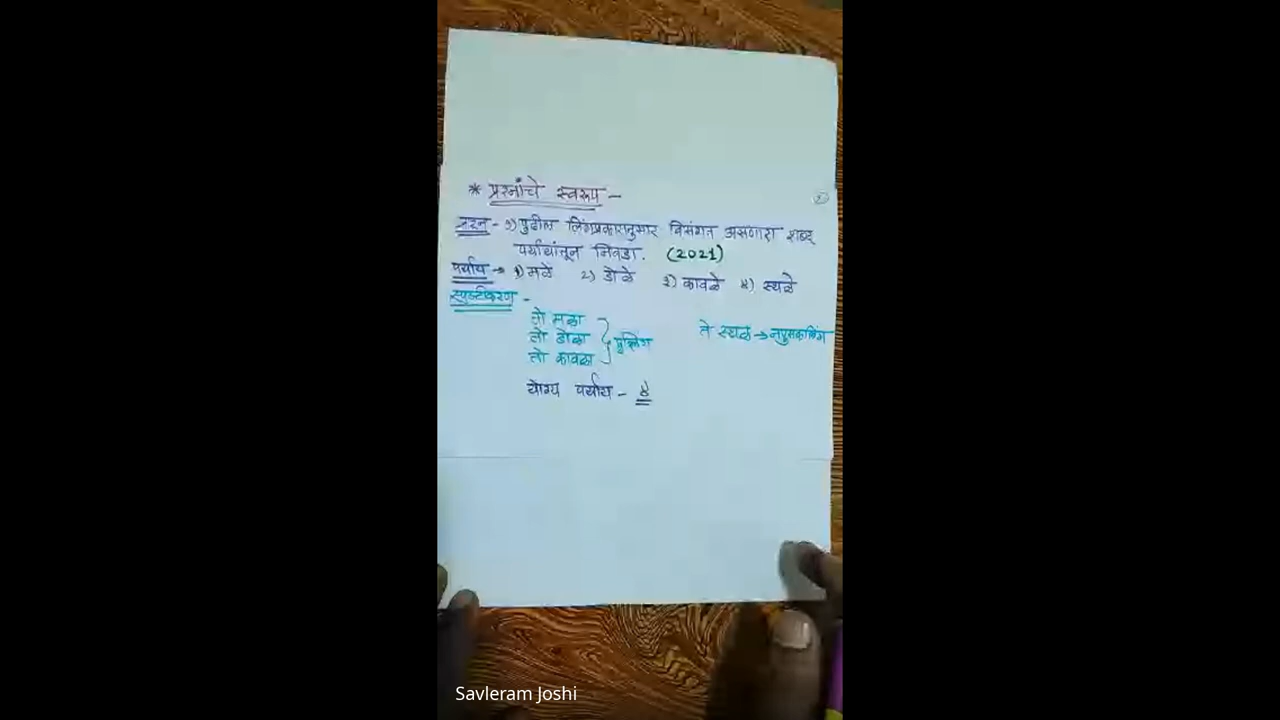 * प्रश्नांचे स्वरूप -
प्रश्न - १) पुढील लिंगप्रकारानुसार विसंगत असणारा शब्द
पर्यायांतून निवडा. (2021)
पर्याय → १) मळे २) डोळे ३) कावळे ४) स्थळे
स्पष्टीकरण -
तो मळा
तो डोळा } पुल्लिंग ते स्थळ → नपुसकलिंग
तो कावळा
योग्य पर्याय - ४
Savleram Joshi